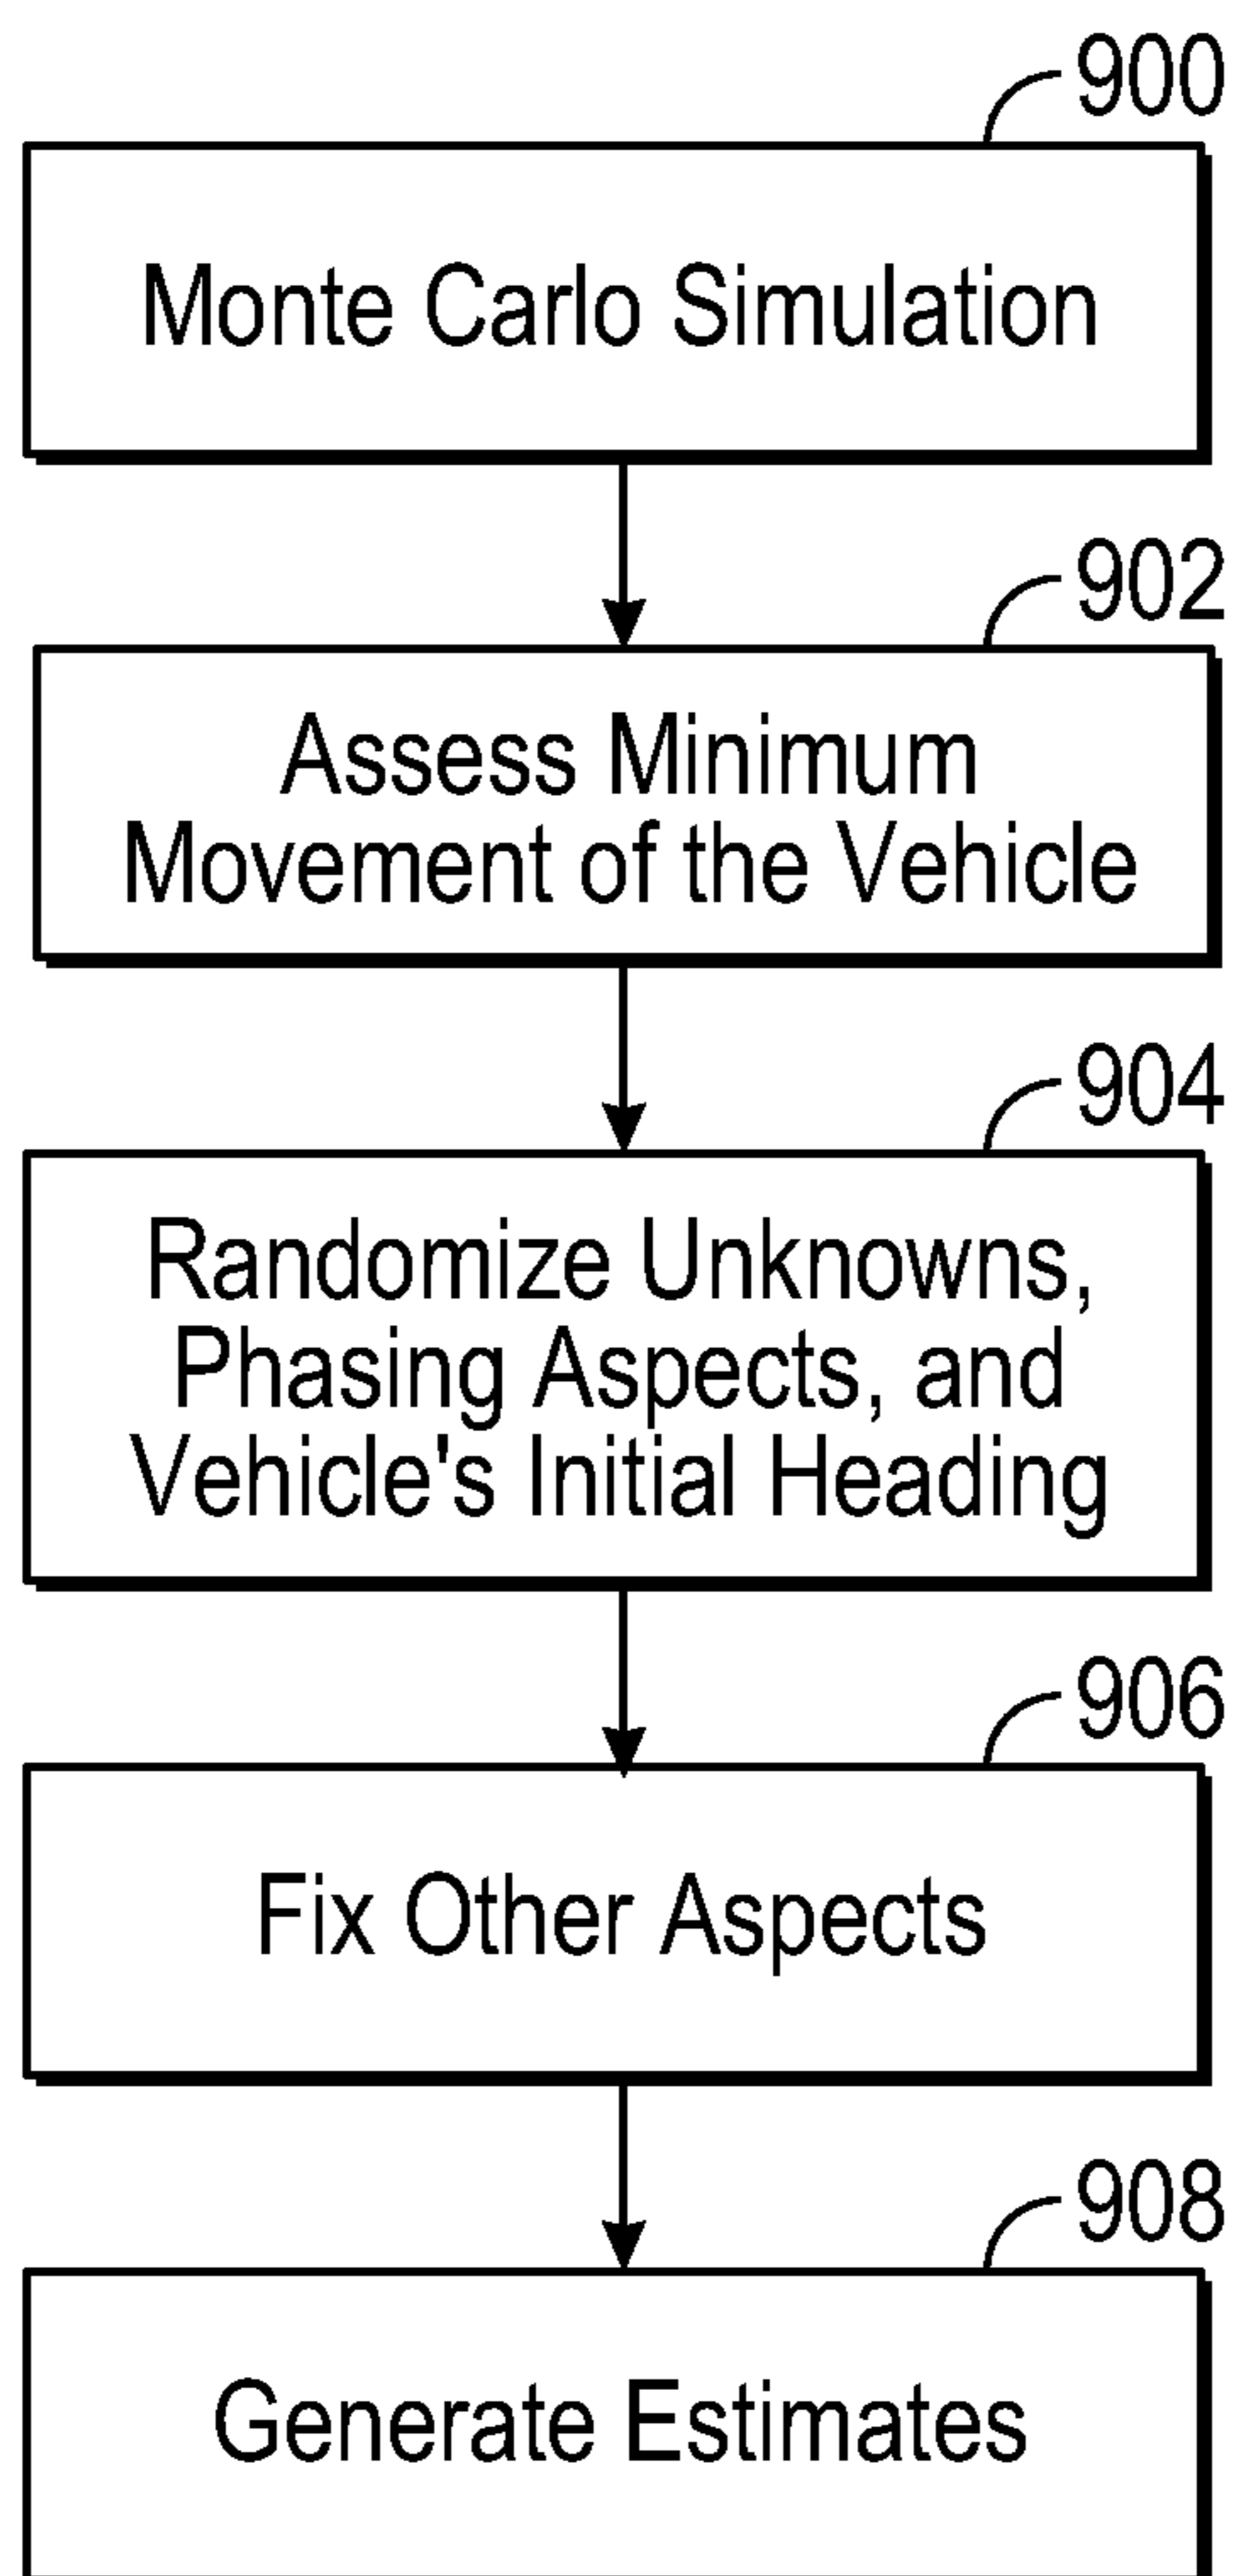 900
Monte Carlo Simulation
902
Assess Minimum
Movement of the Vehicle
904
Randomize Unknowns,
Phasing Aspects, and
Vehicle's Initial Heading
906
Fix Other Aspects
908
Generate Estimates